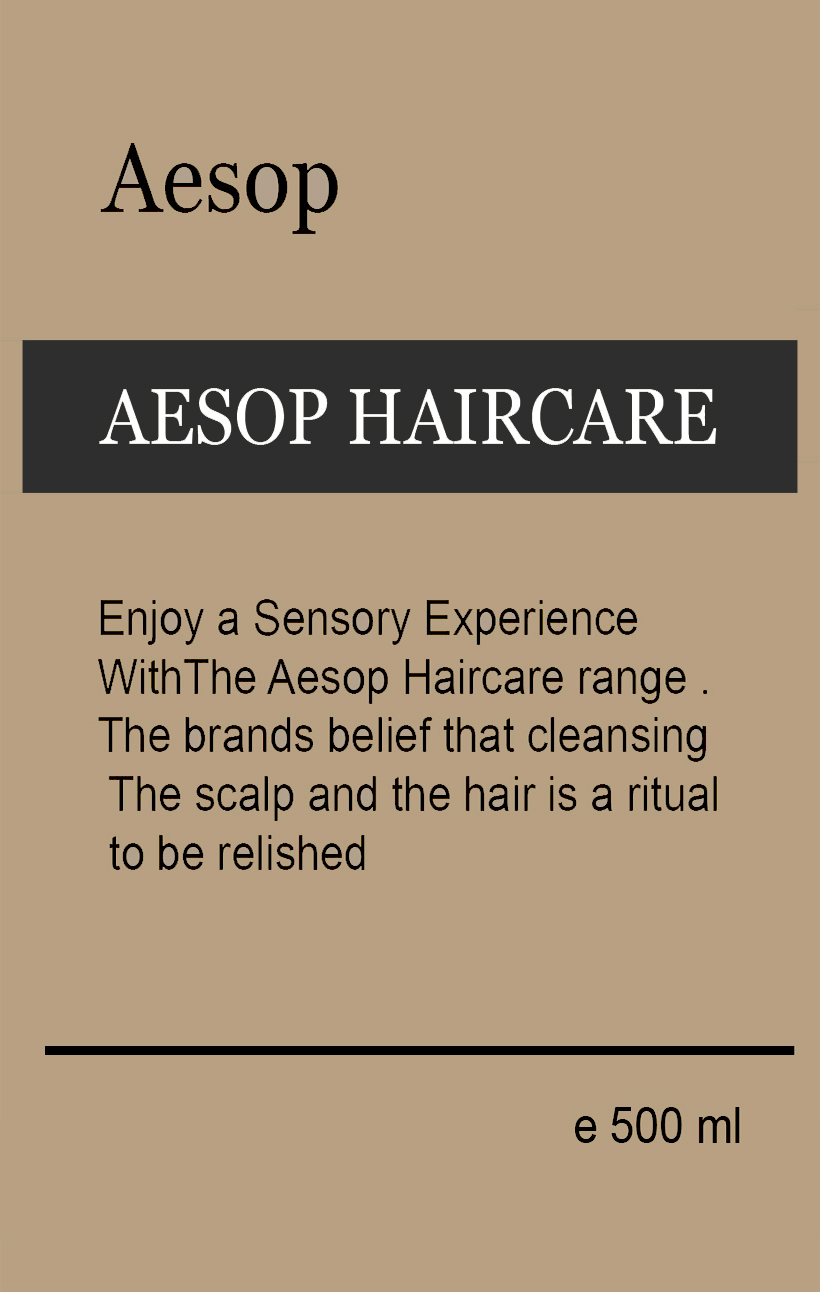 Aesop
AESOP HAIRCARE
Enjoy a Sensory Experience
WithThe Aesop Haircare range .
The brands belief that cleansing
The scalp and the hair is a ritual
to be relished
e 500 ml